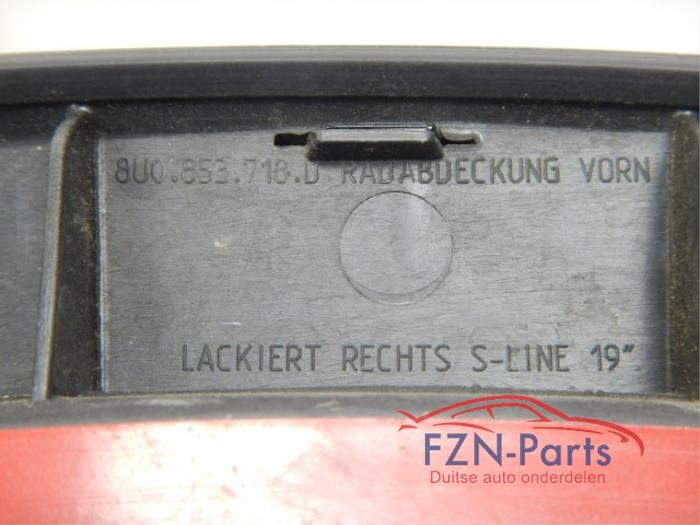 8U0.853.718.D RADABDECKUNG VORN
LACKIERT RECHTS S-LINE 19"
FZN-Parts
Duitse auto onderdelen